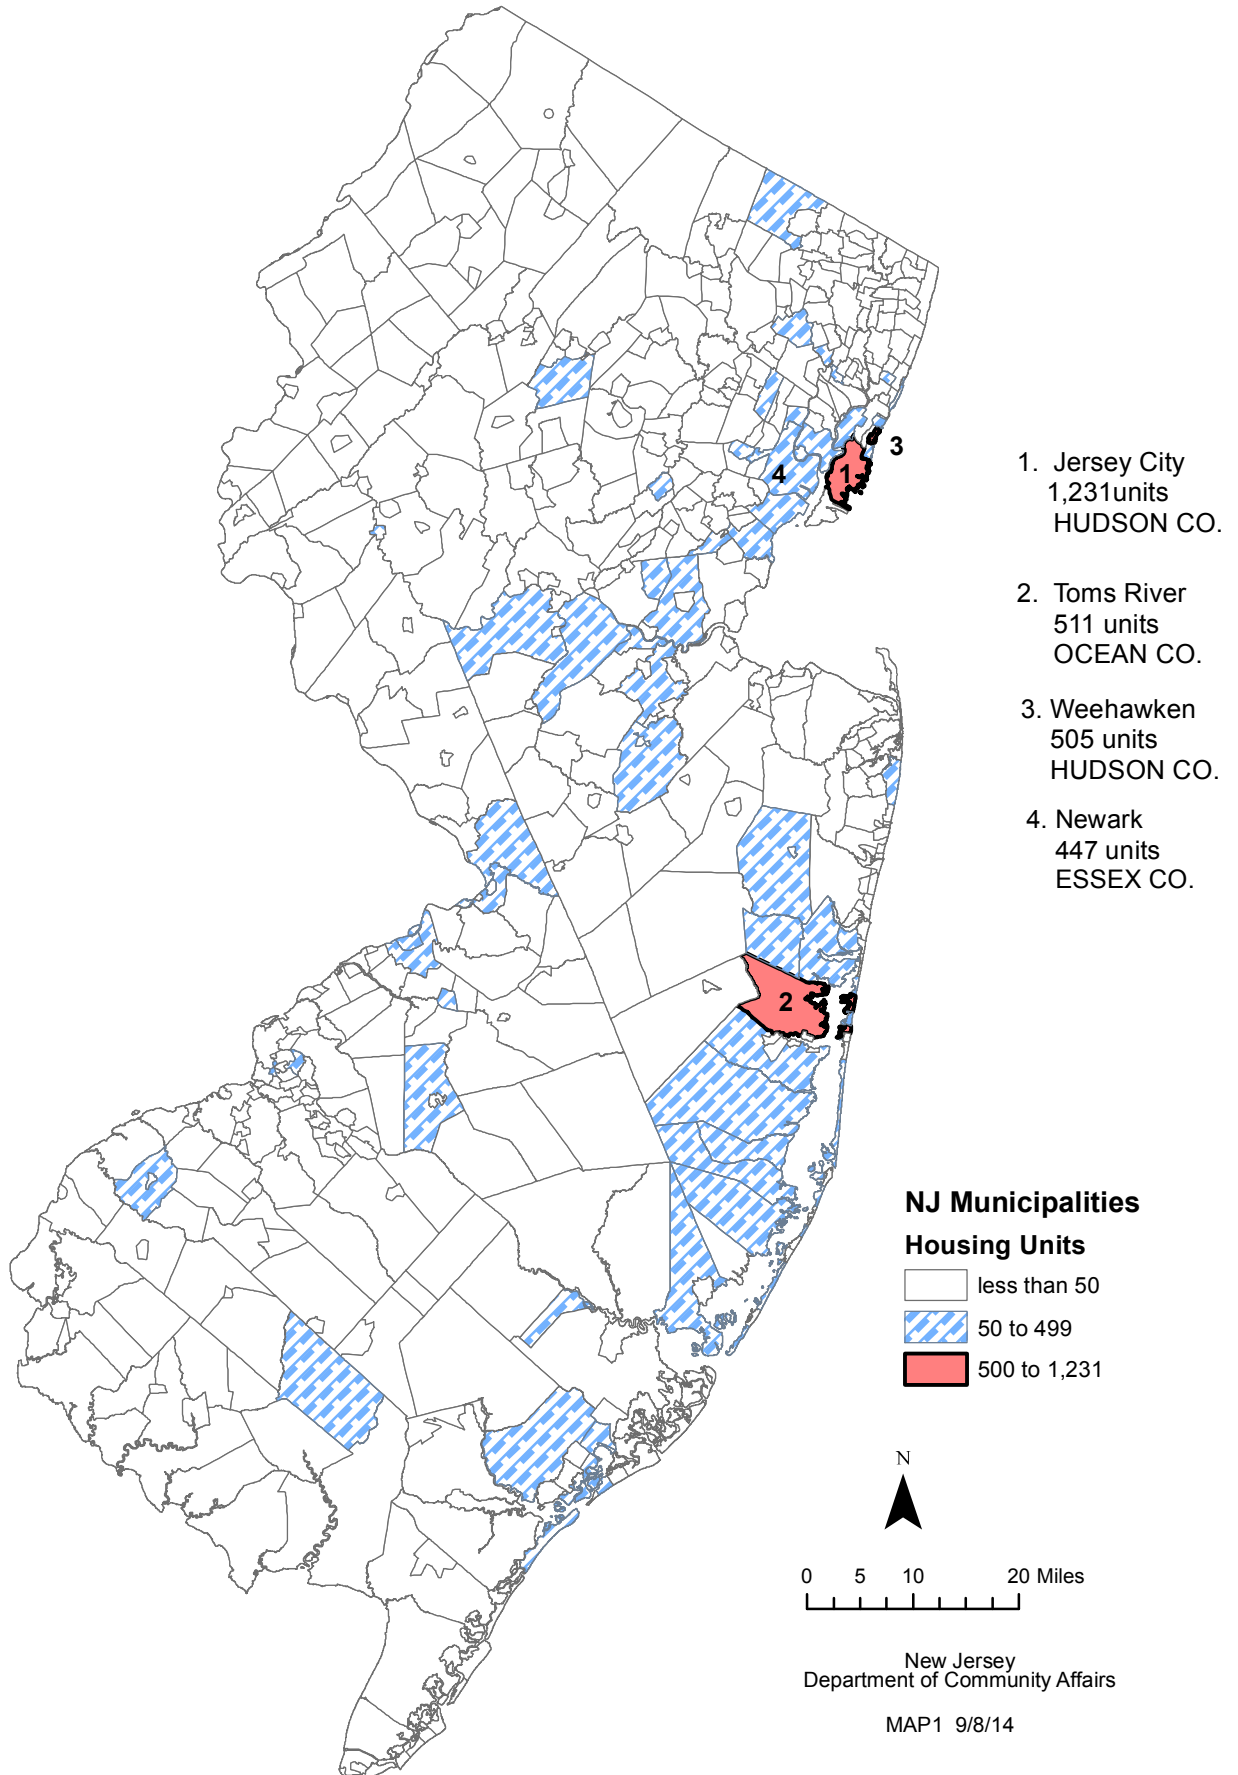 3
4
1
1. Jersey City
1,231units
HUDSON CO.
2. Toms River
511 units
OCEAN CO.
3. Weehawken
505 units
HUDSON CO.
4. Newark
447 units
ESSEX CO.
2
NJ Municipalities
Housing Units
less than 50
50 to 499
500 to 1,231
N
0 5 10 20 Miles
New Jersey
Department of Community Affairs
MAP1 9/8/14